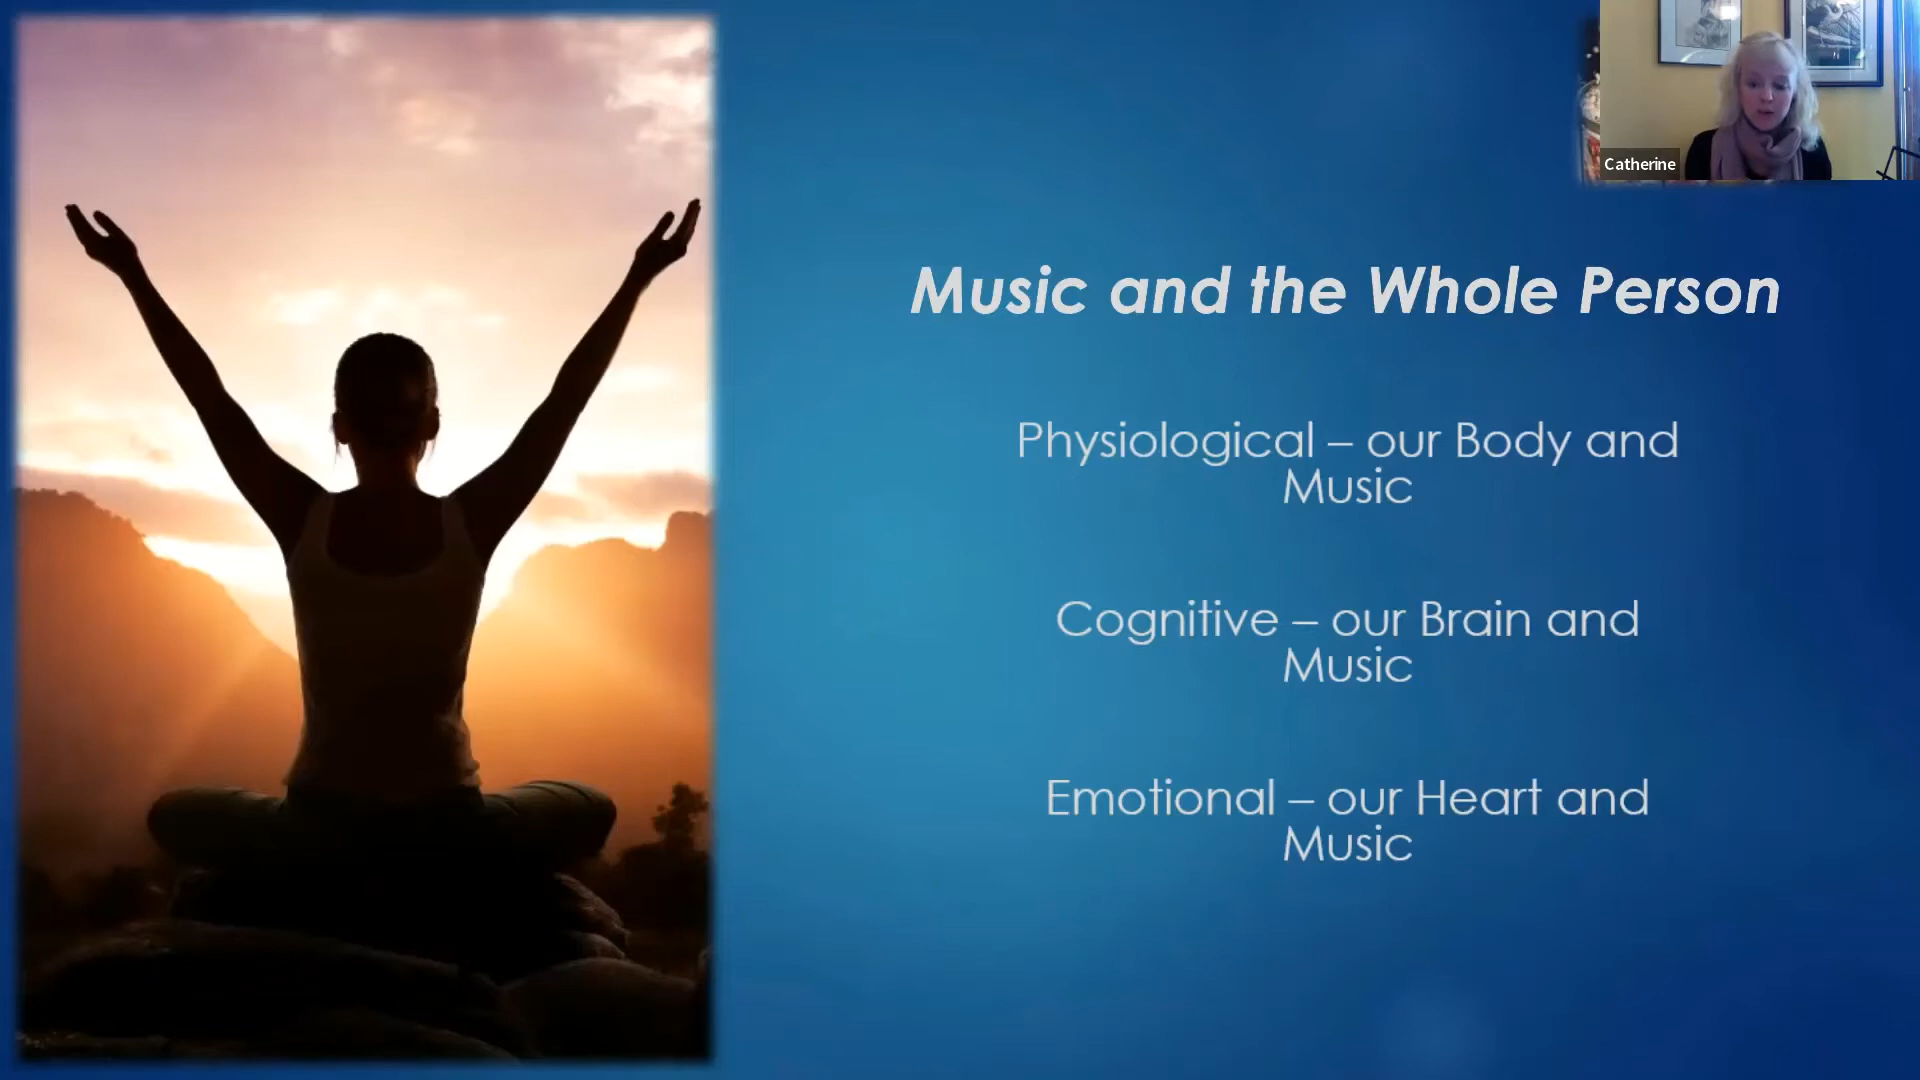 Catherine
Music and the Whole Person
Physiological – our Body and
Music
Cognitive – our Brain and
Music
Emotional – our Heart and
Music